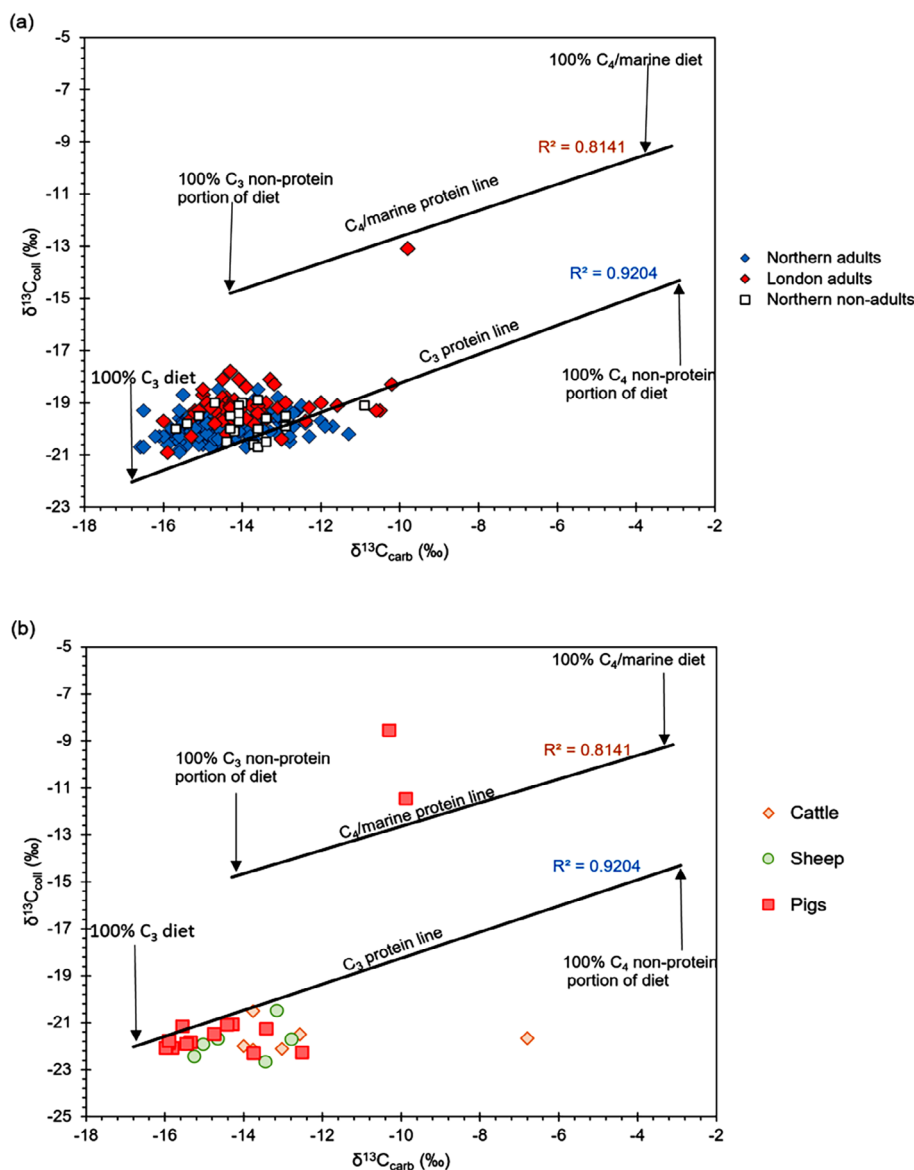 (a)
-5
-7
-9
-11
-13
-15
-17
-19
-21
-23
δ¹³C_coll (‰)
100% C₄/marine diet
R² = 0.8141
100% C₃ non-protein
portion of diet
C₄/marine protein line
R² = 0.9204
C₃ protein line
100% C₃ diet
100% C₄ non-protein
portion of diet
Northern adults
London adults
Northern non-adults
-18 -16 -14 -12 -10 -8 -6 -4 -2
δ¹³C_carb (‰)
(b)
-5
-7
-9
-11
-13
-15
-17
-19
-21
-23
-25
δ¹³C_coll (‰)
100% C₄/marine diet
R² = 0.8141
100% C₃ non-protein
portion of diet
C₄/marine protein line
R² = 0.9204
C₃ protein line
100% C₃ diet
100% C₄ non-protein
portion of diet
Cattle
Sheep
Pigs
-18 -16 -14 -12 -10 -8 -6 -4 -2
δ¹³C_carb (‰)